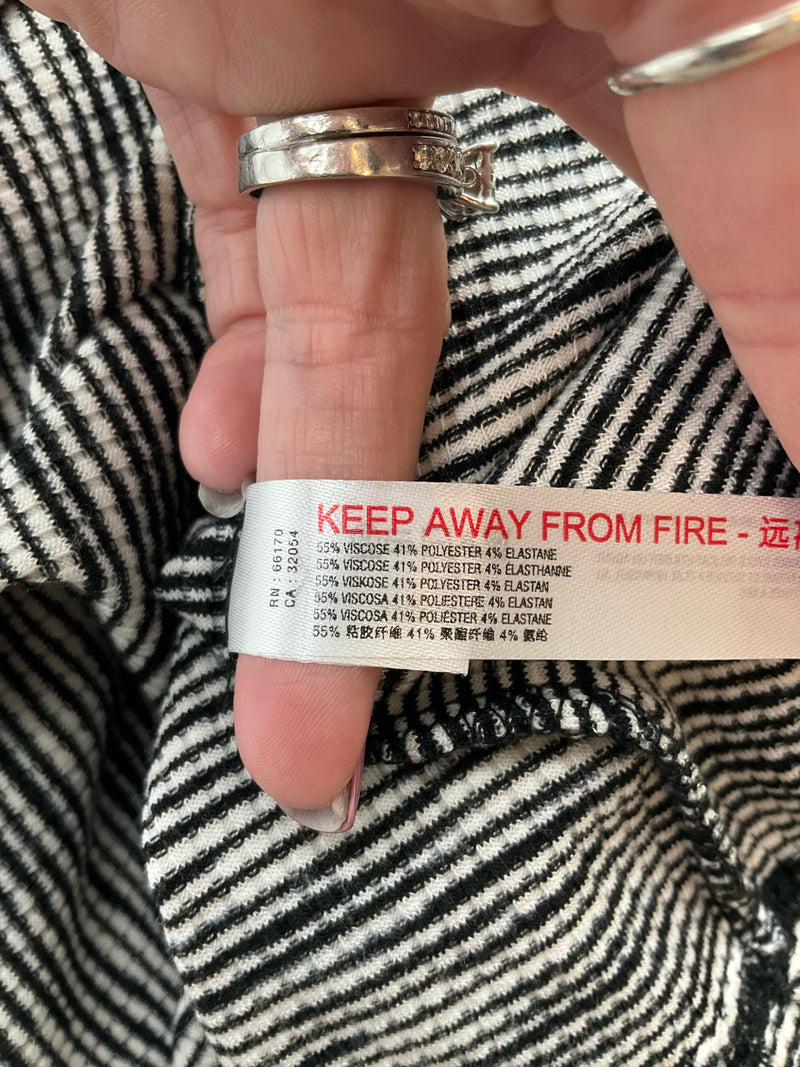 KEEP AWAY FROM FIRE - 远
55% VISCOSE 41% POLYESTER 4% ELASTANE
55% VISCOSE 41% POLYESTER 4% ÉLASTHANNE
55% VISKOSE 41% POLYESTER 4% ELASTAN
55% VISCOSA 41% POLIESTERE 4% ELASTAN
55% VISCOSA 41% POLIÉSTER 4% ELASTANE
55% 粘胶纤维 41% 聚酯纤维 4% 氨纶
RN : 66170
CA : 32054